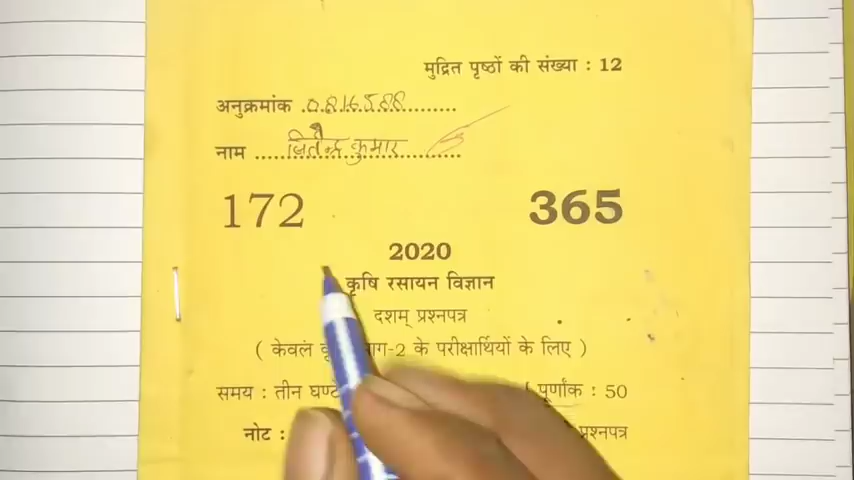 मुद्रित पृष्ठों की संख्या : 12
अनुक्रमांक 0816588
नाम जितेन्द्र कुमार
172 365
2020
कृषि रसायन विज्ञान
दशम् प्रश्नपत्र
( केवल भाग-2 के परीक्षार्थियों के लिए )
समय : तीन घण्टे [ पूर्णांक : 50
नोट : प्रश्नपत्र